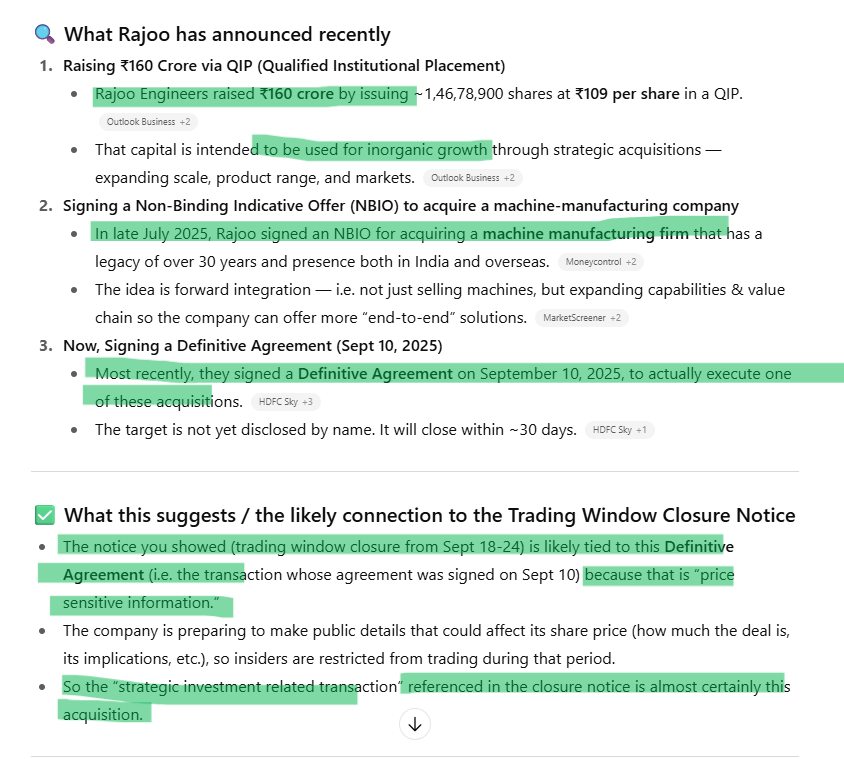 🔍 What Rajoo has announced recently
1. Raising ₹160 Crore via QIP (Qualified Institutional Placement)
• Rajoo Engineers raised ₹160 crore by issuing ~1,46,78,900 shares at ₹109 per share in a QIP.
Outlook Business +2
• That capital is intended to be used for inorganic growth through strategic acquisitions —
expanding scale, product range, and markets. Outlook Business +2
2. Signing a Non-Binding Indicative Offer (NBIO) to acquire a machine-manufacturing company
• In late July 2025, Rajoo signed an NBIO for acquiring a machine manufacturing firm that has a
legacy of over 30 years and presence both in India and overseas. Moneycontrol +2
• The idea is forward integration — i.e. not just selling machines, but expanding capabilities & value
chain so the company can offer more “end-to-end” solutions. MarketScreener +2
3. Now, Signing a Definitive Agreement (Sept 10, 2025)
• Most recently, they signed a Definitive Agreement on September 10, 2025, to actually execute one
of these acquisitions. HDFC Sky +3
• The target is not yet disclosed by name. It will close within ~30 days. HDFC Sky +1
✅ What this suggests / the likely connection to the Trading Window Closure Notice
• The notice you showed (trading window closure from Sept 18-24) is likely tied to this Definitive
Agreement (i.e. the transaction whose agreement was signed on Sept 10) because that is “price
sensitive information.”
• The company is preparing to make public details that could affect its share price (how much the deal is,
its implications, etc.), so insiders are restricted from trading during that period.
• So the “strategic investment related transaction” referenced in the closure notice is almost certainly this
acquisition.